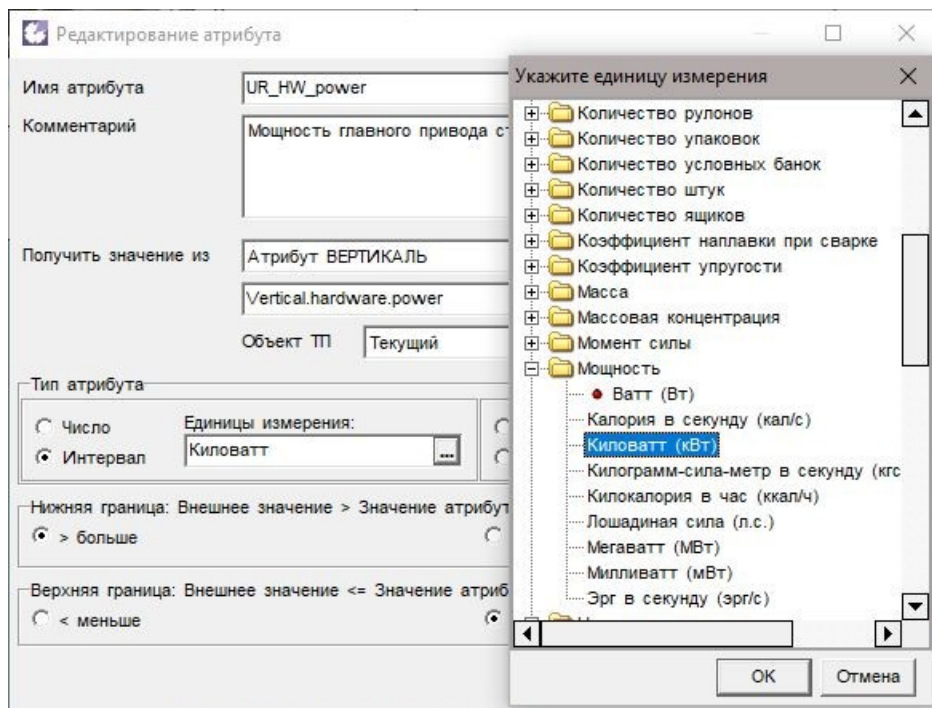 Редактирование атрибута
Имя атрибута
UR_HW_power
Комментарий
Мощность главного привода
Получить значение из
Атрибут ВЕРТИКАЛЬ
Vertical.hardware.power
Объект ТП
Текущий
Тип атрибута
Число
Интервал
Единицы измерения:
Киловатт
...
Нижняя граница: Внешнее значение > Значение
> больше
Верхняя граница: Внешнее значение <= Значение
< меньше
Укажите единицу измерения
Количество рулонов
Количество упаковок
Количество условных банок
Количество штук
Количество ящиков
Коэффициент наплавки при сварке
Коэффициент упругости
Масса
Массовая концентрация
Момент силы
Мощность
Ватт (Вт)
Калория в секунду (кал/с)
Киловатт (кВт)
Килограмм-сила-метр в секунду (кгс
Килокалория в час (ккал/ч)
Лошадиная сила (л.с.)
Мегаватт (МВт)
Милливатт (мВт)
Эрг в секунду (эрг/с)
OK
Отмена